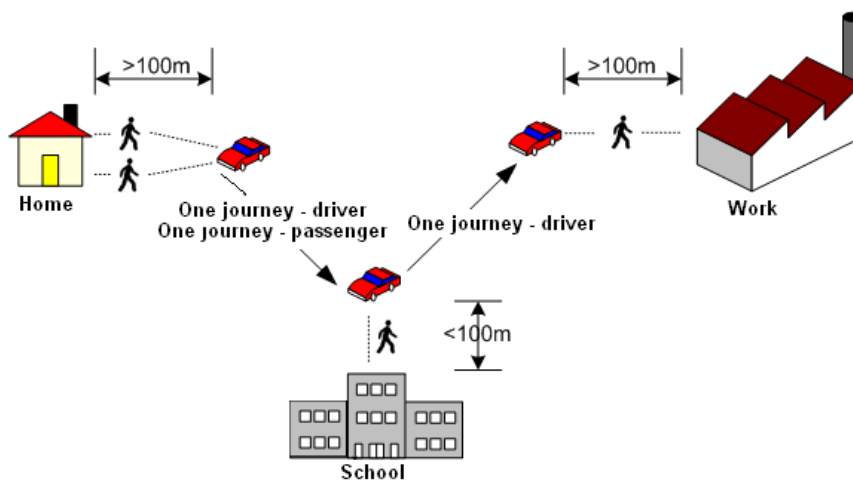 >100m
>100m
Home
Work
One journey - driver
One journey - passenger
One journey - driver
<100m
School